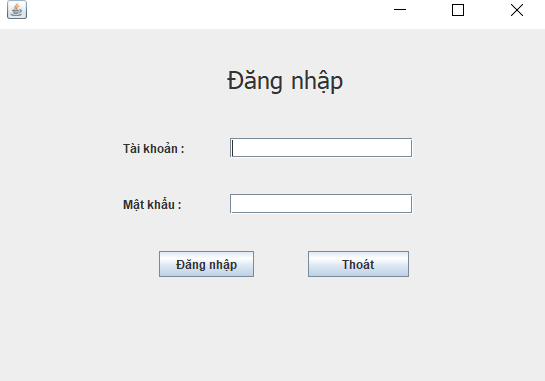 Đăng nhập
Tài khoản :
Mật khẩu :
Đăng nhập
Thoát